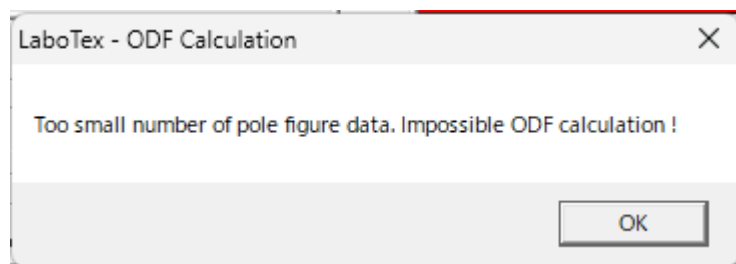 LaboTex - ODF Calculation
Too small number of pole figure data. Impossible ODF calculation !
OK